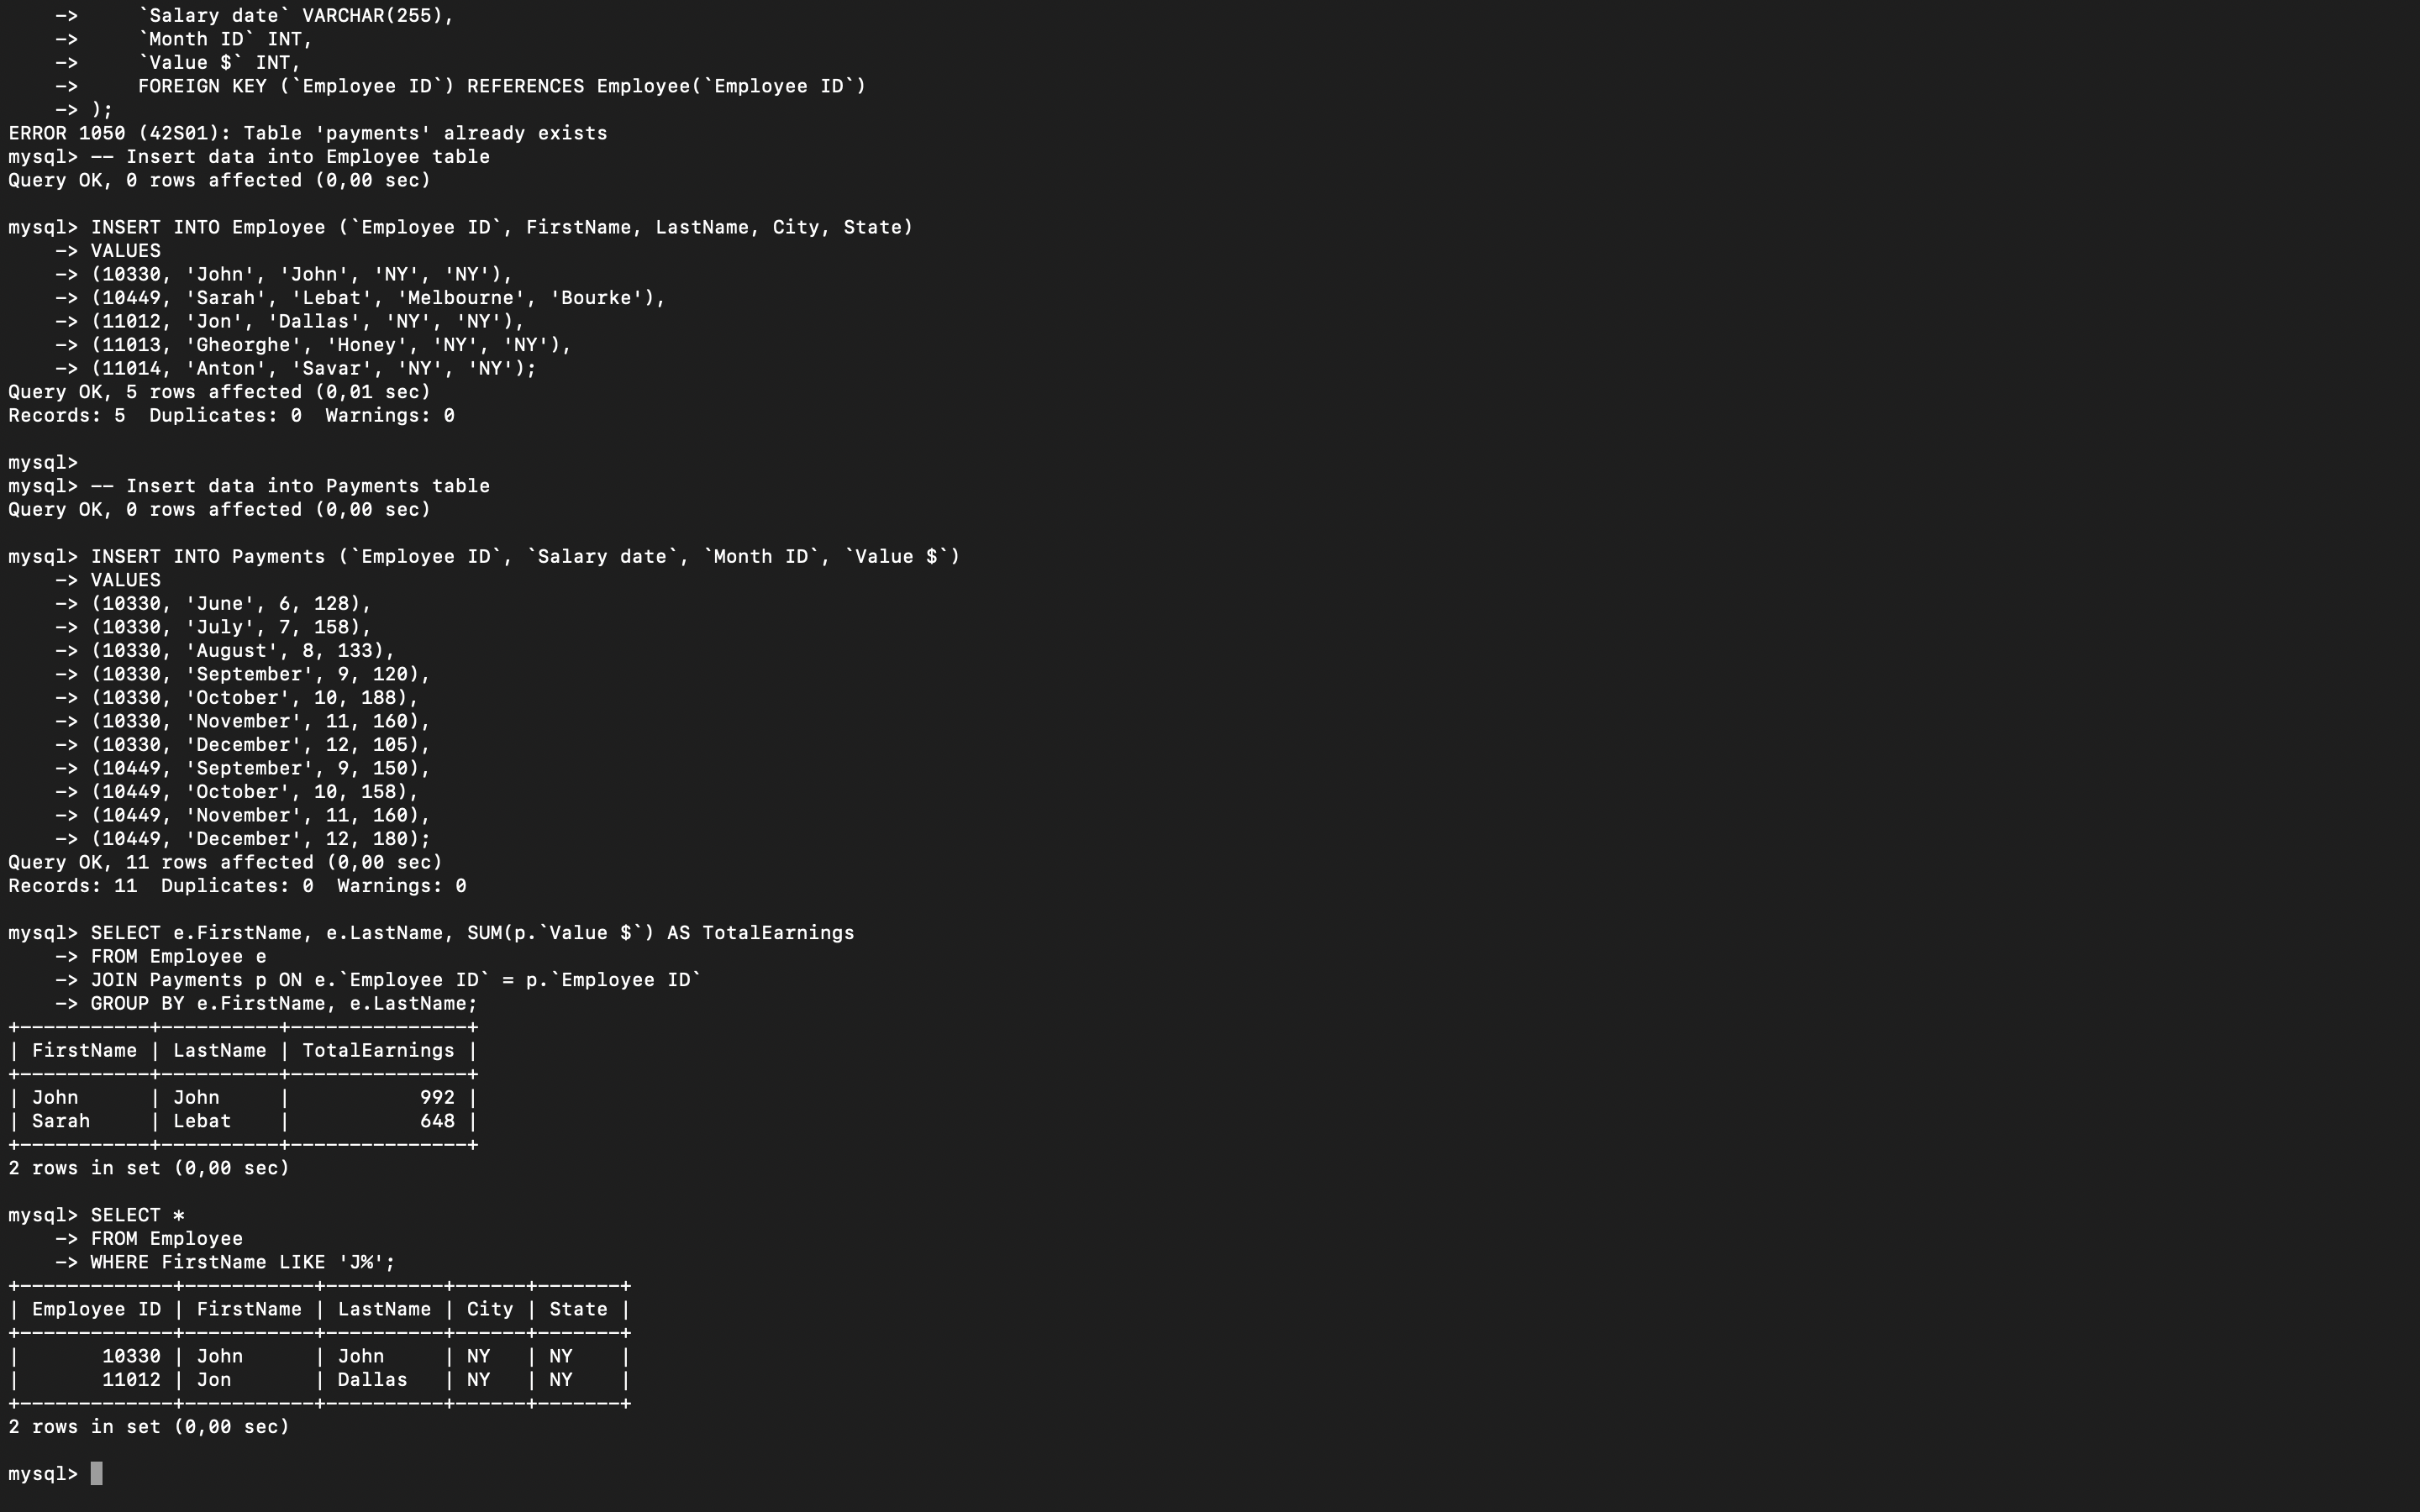 ->     `Salary date` VARCHAR(255),
    ->     `Month ID` INT,
    ->     `Value $` INT,
    ->     FOREIGN KEY (`Employee ID`) REFERENCES Employee(`Employee ID`)
    -> );
ERROR 1050 (42S01): Table 'payments' already exists
mysql> -- Insert data into Employee table
Query OK, 0 rows affected (0,00 sec)

mysql> INSERT INTO Employee (`Employee ID`, FirstName, LastName, City, State)
    -> VALUES
    -> (10330, 'John', 'John', 'NY', 'NY'),
    -> (10449, 'Sarah', 'Lebat', 'Melbourne', 'Bourke'),
    -> (11012, 'Jon', 'Dallas', 'NY', 'NY'),
    -> (11013, 'Gheorghe', 'Honey', 'NY', 'NY'),
    -> (11014, 'Anton', 'Savar', 'NY', 'NY');
Query OK, 5 rows affected (0,01 sec)
Records: 5  Duplicates: 0  Warnings: 0

mysql>
mysql> -- Insert data into Payments table
Query OK, 0 rows affected (0,00 sec)

mysql> INSERT INTO Payments (`Employee ID`, `Salary date`, `Month ID`, `Value $`)
    -> VALUES
    -> (10330, 'June', 6, 128),
    -> (10330, 'July', 7, 158),
    -> (10330, 'August', 8, 133),
    -> (10330, 'September', 9, 120),
    -> (10330, 'October', 10, 188),
    -> (10330, 'November', 11, 160),
    -> (10330, 'December', 12, 105),
    -> (10449, 'September', 9, 150),
    -> (10449, 'October', 10, 158),
    -> (10449, 'November', 11, 160),
    -> (10449, 'December', 12, 180);
Query OK, 11 rows affected (0,00 sec)
Records: 11  Duplicates: 0  Warnings: 0

mysql> SELECT e.FirstName, e.LastName, SUM(p.`Value $`) AS TotalEarnings
    -> FROM Employee e
    -> JOIN Payments p ON e.`Employee ID` = p.`Employee ID`
    -> GROUP BY e.FirstName, e.LastName;
+-----------+----------+---------------+
| FirstName | LastName | TotalEarnings |
+-----------+----------+---------------+
| John      | John     |           992 |
| Sarah     | Lebat    |           648 |
+-----------+----------+---------------+
2 rows in set (0,00 sec)

mysql> SELECT *
    -> FROM Employee
    -> WHERE FirstName LIKE 'J%';
+-------------+-----------+----------+------+-------+
| Employee ID | FirstName | LastName | City | State |
+-------------+-----------+----------+------+-------+
|       10330 | John      | John     | NY   | NY    |
|       11012 | Jon       | Dallas   | NY   | NY    |
+-------------+-----------+----------+------+-------+
2 rows in set (0,00 sec)

mysql>